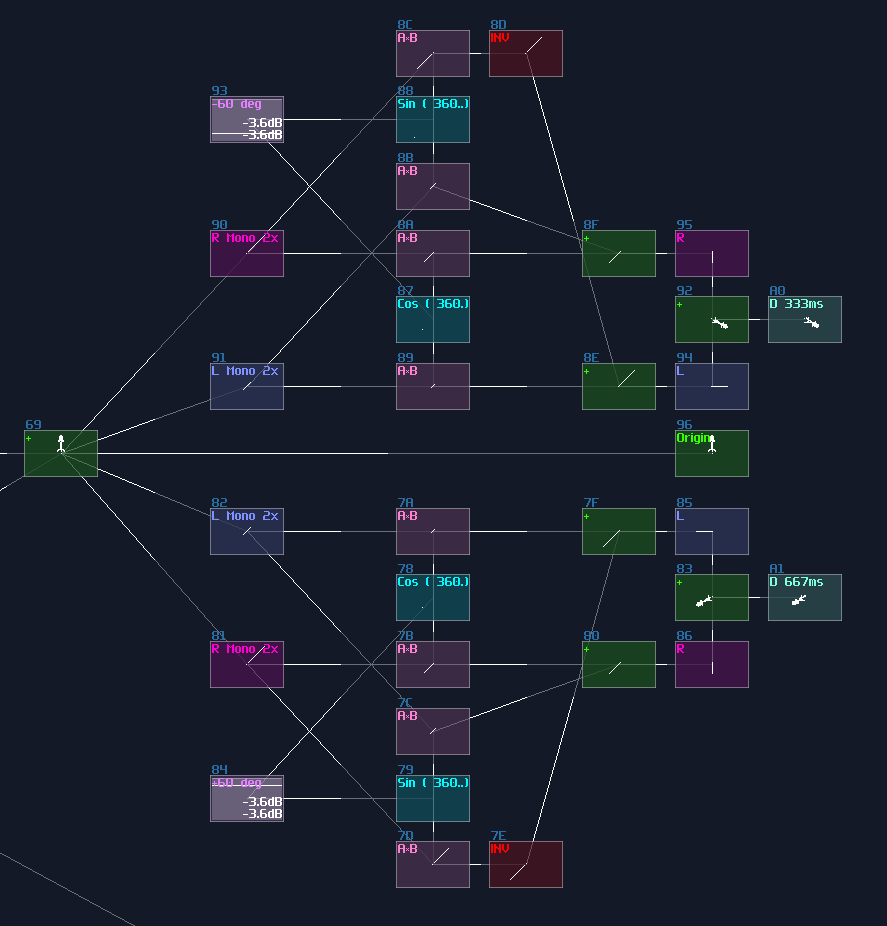 8C
A×B
8D
INV
93
-60 deg
-3.6dB
-3.6dB
88
Sin ( 360..)
8B
A×B
90
R Mono 2x
8A
A×B
8F
+
95
R
87
Cos ( 360.)
92
+
A0
D 333ms
91
L Mono 2x
89
A×B
8E
+
94
L
69
+
96
Origin
82
L Mono 2x
7A
A×B
7F
+
85
L
78
Cos ( 360.)
83
+
A1
D 667ms
81
R Mono 2x
7B
A×B
80
+
86
R
7C
A×B
84
-3.6dB
-3.6dB
79
Sin ( 360..)
7D
A×B
7E
INV